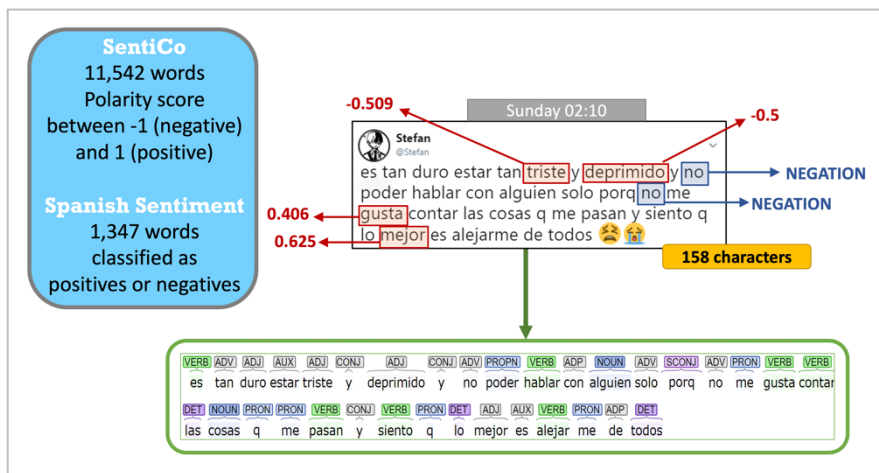 SentiCo
11,542 words
Polarity score
between -1 (negative)
and 1 (positive)
Spanish Sentiment
1,347 words
classified as
positives or negatives
-0.509
Sunday 02:10
-0.5
Stefan
@Stefan
es tan duro estar tan triste y deprimido y no
poder hablar con alguien solo porq no me
gusta contar las cosas q me pasan y siento q
lo mejor es alejarme de todos 😫😭
NEGATION
NEGATION
0.406
0.625
158 characters
VERB ADV ADJ AUX ADJ CONJ ADJ CONJ ADV PROPN VERB ADP NOUN ADV SCONJ ADV PRON VERB VERB
es tan duro estar triste y deprimido y no poder hablar con alguien solo porq no me gusta contar
DET NOUN PRON PRON VERB CONJ VERB PRON DET ADJ AUX VERB PRON ADP DET
las cosas q me pasan y siento q lo mejor es alejar me de todos